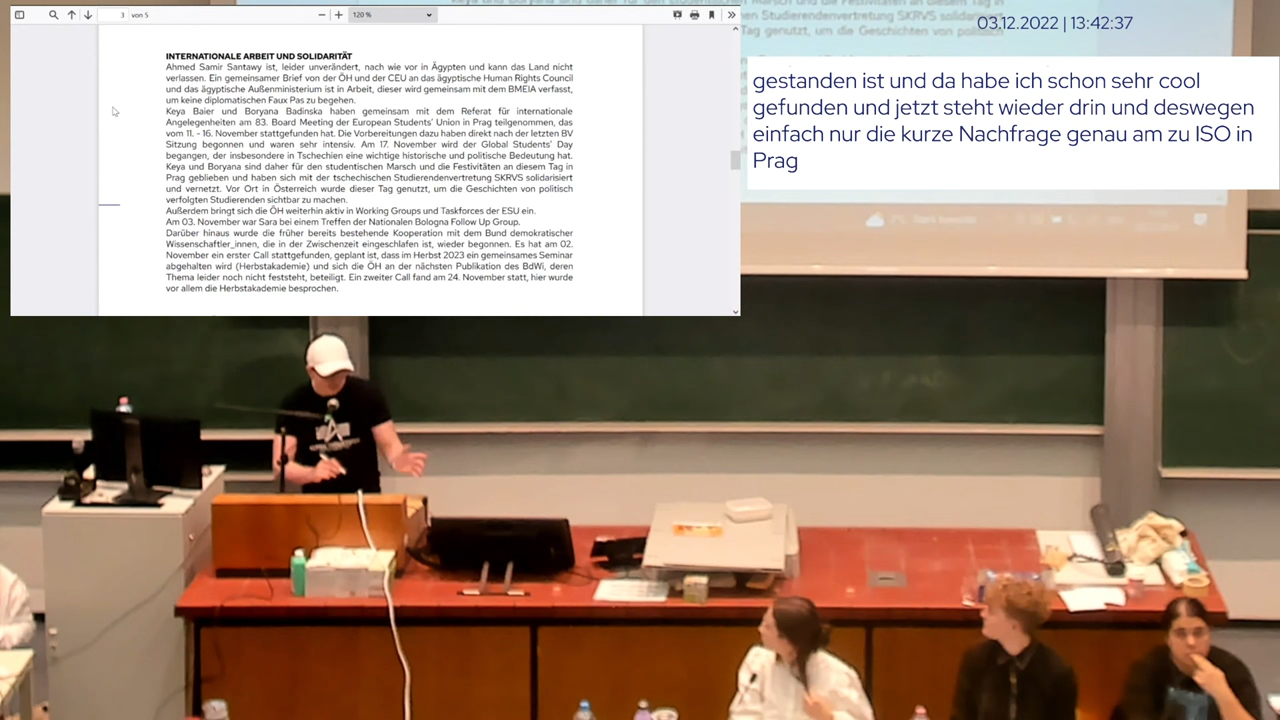 3 von 5
120 %
INTERNATIONALE ARBEIT UND SOLIDARITÄT
Ahmed Samir Santawy ist, leider unverändert, nach wie vor in Ägypten und kann das Land nicht
verlassen. Ein gemeinsamer Brief von der ÖH und der CEU an das ägyptische Human Rights Council
und das ägyptische Außenministerium ist in Arbeit, dieser wird gemeinsam mit dem BMEIA verfasst,
um keine diplomatischen Faux Pas zu begehen.
Keya Baier und Boryana Badinska haben gemeinsam mit dem Referat für internationale
Angelegenheiten am 83. Board Meeting der European Students' Union in Prag teilgenommen, das
vom 11. - 16. November stattgefunden hat. Die Vorbereitungen dazu haben direkt nach der letzten BV
Sitzung begonnen und waren sehr intensiv. Am 17. November wird der Global Students' Day
begangen, der insbesondere in Tschechien eine wichtige historische und politische Bedeutung hat.
Keya und Boryana sind daher für den studentischen Marsch und die Festivitäten an diesem Tag in
Prag geblieben und haben sich mit der tschechischen Studierendenvertretung SKRVS solidarisiert
und vernetzt. Vor Ort in Österreich wurde dieser Tag genutzt, um die Geschichten von politisch
verfolgten Studierenden sichtbar zu machen.
Außerdem bringt sich die ÖH weiterhin aktiv in Working Groups und Taskforces der ESU ein.
Am 03. November war Sara bei einem Treffen der Nationalen Bologna Follow Up Group.
Darüber hinaus wurde die früher bereits bestehende Kooperation mit dem Bund demokratischer
Wissenschaftler_innen, die in der Zwischenzeit eingeschlafen ist, wieder begonnen. Es hat am 02.
November ein erster Call stattgefunden, geplant ist, dass im Herbst 2023 ein gemeinsames Seminar
abgehalten wird (Herbstakademie) und sich die ÖH an der nächsten Publikation des BdWi, deren
Thema leider noch nicht feststeht, beteiligt. Ein zweiter Call fand am 24. November statt, hier wurde
vor allem die Herbstakademie besprochen.
03.12.2022 | 13:42:37
gestanden ist und da habe ich schon sehr cool
gefunden und jetzt steht wieder drin und deswegen
einfach nur die kurze Nachfrage genau am zu ISO in
Prag
en Studierendenvertretung SKRVS solidarisi
Tag genutzt, um die Geschichten von politisch